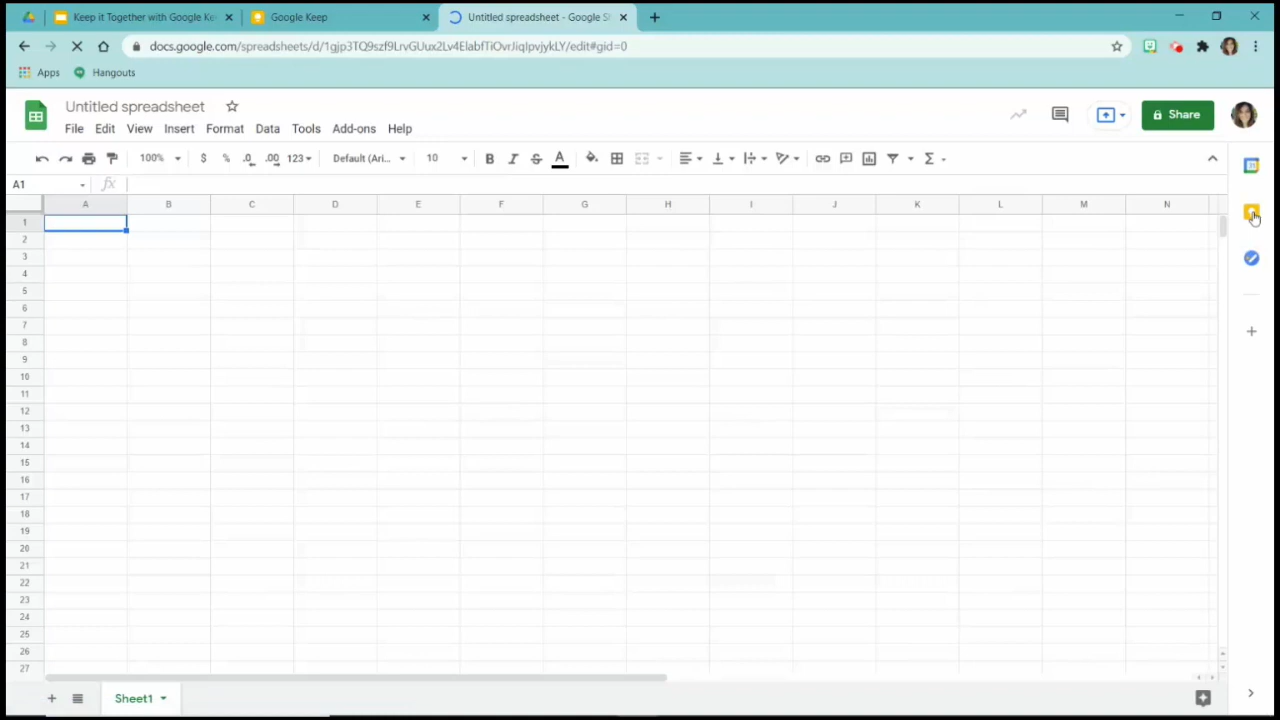 Keep it Together with Google Ke
Google Keep
Untitled spreadsheet - Google S
docs.google.com/spreadsheets/d/1gjp3TQ9szf9LrvGUux2Lv4ElabfTiOvrJiqIpvjykLY/edit#gid=0
Apps
Hangouts
Untitled spreadsheet
File Edit View Insert Format Data Tools Add-ons Help
Share
100% $ % .0 .00 123 Default (Ari... 10 B I S A Σ
A1 fx
A B C D E F G H I J K L M N
1
2
3
4
5
6
7
8
9
10
11
12
13
14
15
16
17
18
19
20
21
22
23
24
25
26
27
Sheet1